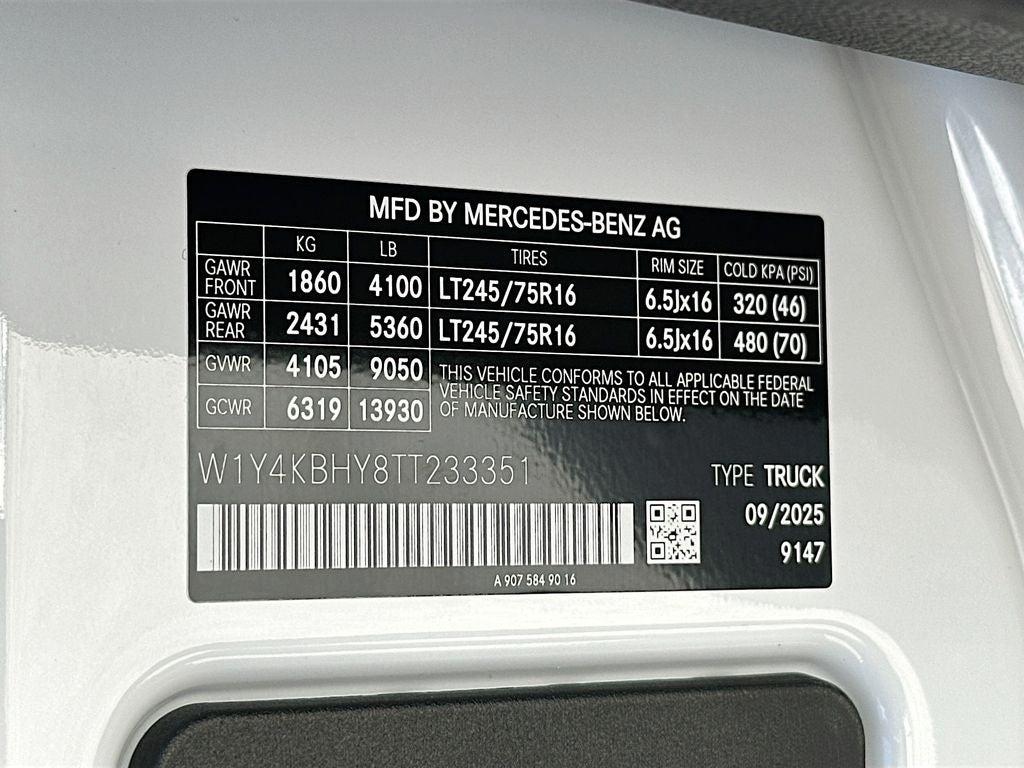 MFD BY MERCEDES-BENZ AG
KG LB TIRES RIM SIZE COLD KPA (PSI)
GAWR FRONT 1860 4100 LT245/75R16 6.5Jx16 320 (46)
GAWR REAR 2431 5360 LT245/75R16 6.5Jx16 480 (70)
GVWR 4105 9050
GCWR 6319 13930
THIS VEHICLE CONFORMS TO ALL APPLICABLE FEDERAL
VEHICLE SAFETY STANDARDS IN EFFECT ON THE DATE
OF MANUFACTURE SHOWN BELOW.
W1Y4KBHY8TT233351
TYPE TRUCK
09/2025
9147
A 907 584 90 16